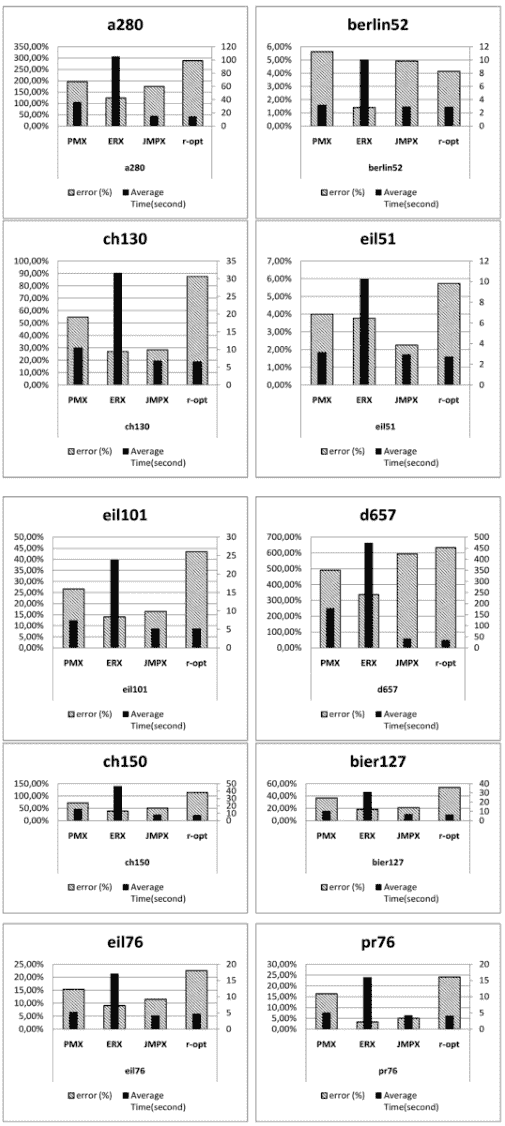 a280
350,00%
300,00%
250,00%
200,00%
150,00%
100,00%
50,00%
0,00%
120
100
80
60
40
20
0
PMX ERX JMPX r-opt
a280
error (%) Average
Time(second)
berlin52
6,00%
5,00%
4,00%
3,00%
2,00%
1,00%
0,00%
12
10
8
6
4
2
0
PMX ERX JMPX r-opt
berlin52
error (%) Average
Time(second)
ch130
100,00%
90,00%
80,00%
70,00%
60,00%
50,00%
40,00%
30,00%
20,00%
10,00%
0,00%
35
30
25
20
15
10
5
0
PMX ERX JMPX r-opt
ch130
error (%) Average
Time(second)
eil51
7,00%
6,00%
5,00%
4,00%
3,00%
2,00%
1,00%
0,00%
12
10
8
6
4
2
0
PMX ERX JMPX r-opt
eil51
error (%) Average
Time(second)
eil101
50,00%
45,00%
40,00%
35,00%
30,00%
25,00%
20,00%
15,00%
10,00%
5,00%
0,00%
30
25
20
15
10
5
0
PMX ERX JMPX r-opt
eil101
error (%) Average
Time(second)
d657
700,00%
600,00%
500,00%
400,00%
300,00%
200,00%
100,00%
0,00%
500
450
400
350
300
250
200
150
100
50
0
PMX ERX JMPX r-opt
d657
error (%) Average
Time(second)
ch150
150,00%
100,00%
50,00%
0,00%
50
40
30
20
10
0
PMX ERX JMPX r-opt
ch150
error (%) Average
Time(second)
bier127
60,00%
40,00%
20,00%
0,00%
40
30
20
10
0
PMX ERX JMPX r-opt
bier127
error (%) Average
Time(second)
eil76
25,00%
20,00%
15,00%
10,00%
5,00%
0,00%
20
15
10
5
0
PMX ERX JMPX r-opt
eil76
error (%) Average
Time(second)
pr76
30,00%
25,00%
20,00%
15,00%
10,00%
5,00%
0,00%
20
15
10
5
0
PMX ERX JMPX r-opt
pr76
error (%) Average
Time(second)